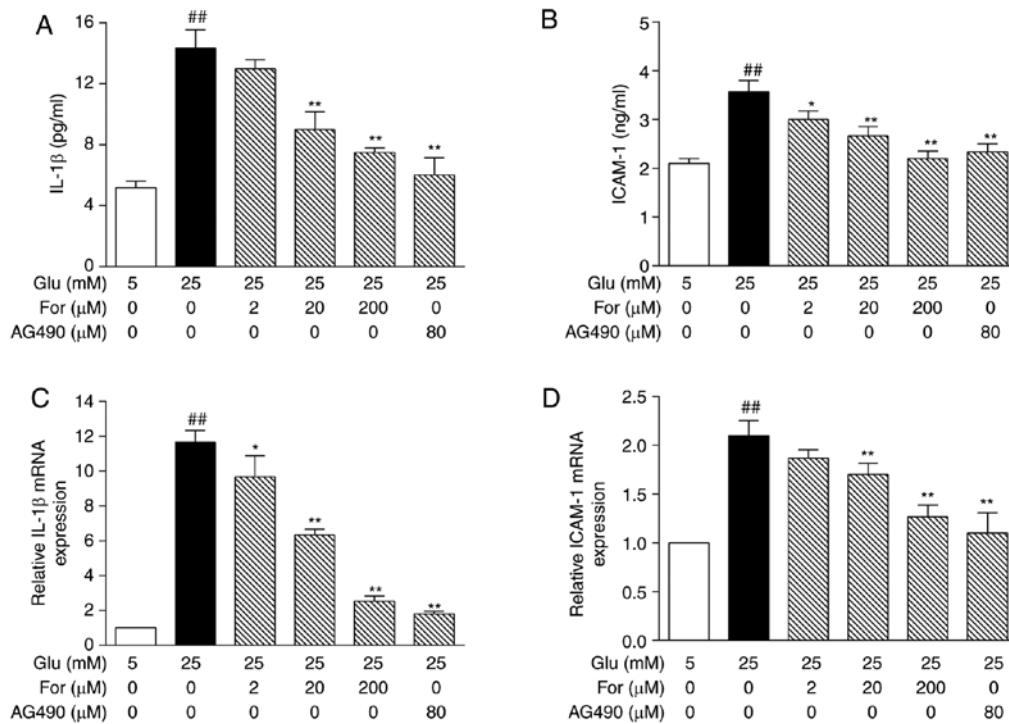 A
IL-1β (pg/ml)
16
12
8
4
0
##
**
**
**
Glu (mM) 5 25 25 25 25 25
For (μM) 0 0 2 20 200 0
AG490 (μM) 0 0 0 0 0 80
B
ICAM-1 (ng/ml)
5
4
3
2
1
0
##
*
**
**
**
Glu (mM) 5 25 25 25 25 25
For (μM) 0 0 2 20 200 0
AG490 (μM) 0 0 0 0 0 80
C
Relative IL-1β mRNA
expression
14
12
10
8
6
4
2
0
##
*
**
**
**
Glu (mM) 5 25 25 25 25 25
For (μM) 0 0 2 20 200 0
AG490 (μM) 0 0 0 0 0 80
D
Relative ICAM-1 mRNA
expression
2.5
2.0
1.5
1.0
0.5
0.0
##
**
**
**
Glu (mM) 5 25 25 25 25 25
For (μM) 0 0 2 20 200 0
AG490 (μM) 0 0 0 0 0 80